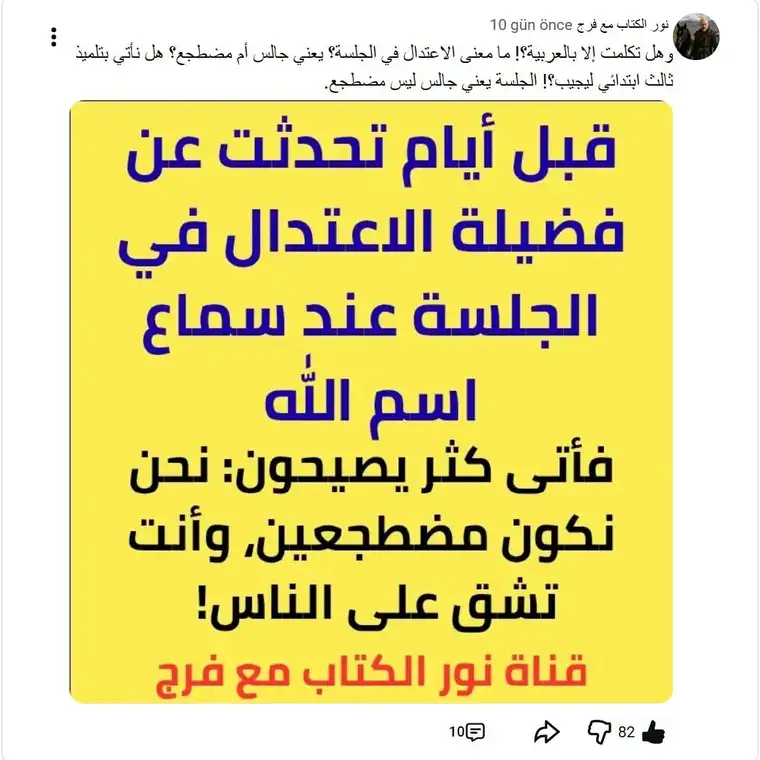 نور الكتاب مع فرج 10 gün önce
وهل تكلمت إلا بالعربية؟! ما معنى الاعتدال في الجلسة؟ يعني جالس أم مضطجع؟ هل نأتي بتلميذ
ثالث ابتدائي ليجيب؟! الجلسة يعني جالس ليس مضطجع.
قبل أيام تحدثت عن
فضيلة الاعتدال في
الجلسة عند سماع
اسم الله
فأتى كثر يصيحون: نحن
نكون مضطجعين، وأنت
تشق على الناس!
قناة نور الكتاب مع فرج
82
10